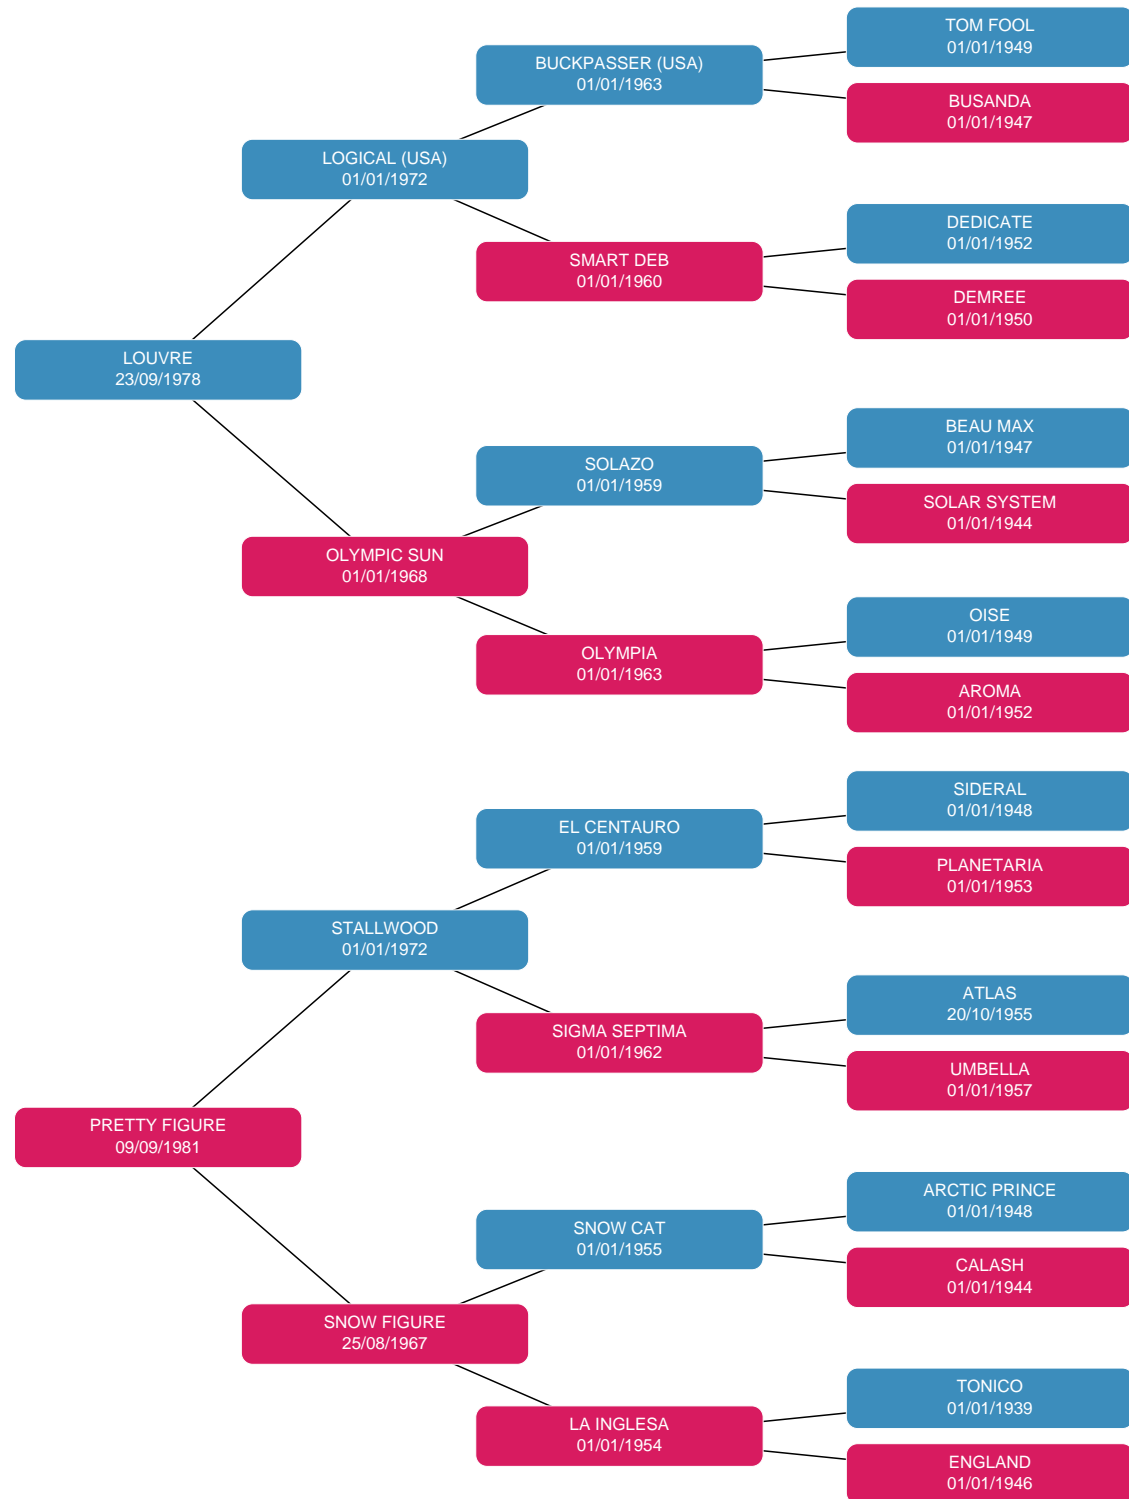 TOM FOOL
01/01/1949
BUCKPASSER (USA)
01/01/1963
BUSANDA
01/01/1947
LOGICAL (USA)
01/01/1972
DEDICATE
01/01/1952
SMART DEB
01/01/1960
DEMREE
01/01/1950
LOUVRE
23/09/1978
BEAU MAX
01/01/1947
SOLAZO
01/01/1959
SOLAR SYSTEM
01/01/1944
OLYMPIC SUN
01/01/1968
OISE
01/01/1949
OLYMPIA
01/01/1963
AROMA
01/01/1952
SIDERAL
01/01/1948
EL CENTAURO
01/01/1959
PLANETARIA
01/01/1953
STALLWOOD
01/01/1972
ATLAS
20/10/1955
SIGMA SEPTIMA
01/01/1962
UMBELLA
01/01/1957
PRETTY FIGURE
09/09/1981
ARCTIC PRINCE
01/01/1948
SNOW CAT
01/01/1955
CALASH
01/01/1944
SNOW FIGURE
25/08/1967
TONICO
01/01/1939
LA INGLESA
01/01/1954
ENGLAND
01/01/1946